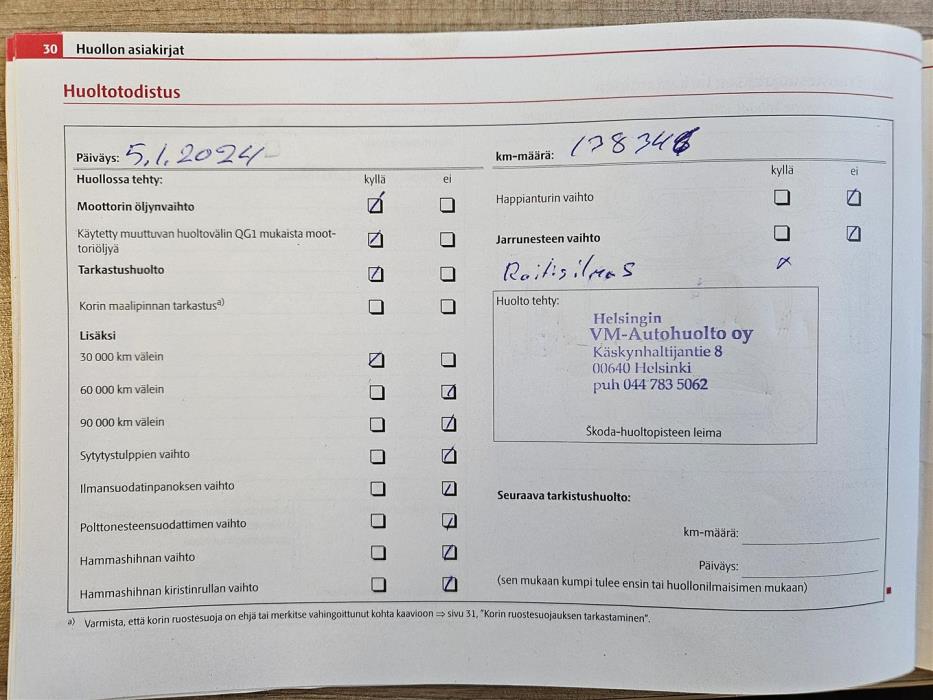 30 Huollon asiakirjat
Huoltotodistus
Päiväys: 5.1.2024
Huollossa tehty: kyllä ei
Moottorin öljynvaihto
Käytetty muuttuvan huoltovälin QG1 mukaista moot-
toriöljyä
Tarkastushuolto
Korin maalipinnan tarkastus a)
Lisäksi
30 000 km välein
60 000 km välein
90 000 km välein
Sytytystulppien vaihto
Ilmansuodatinpanoksen vaihto
Polttonesteensuodattimen vaihto
Hammashihnan vaihto
Hammashihnan kiristinrullan vaihto
km-määrä: 178346
kyllä ei
Happianturin vaihto
Jarrunesteen vaihto
Raitisilmas x
Huolto tehty:
Helsingin
VM-Autohuolto oy
Käskynhaltijantie 8
00640 Helsinki
puh 044 783 5062
Škoda-huoltopisteen leima
Seuraava tarkistushuolto:
km-määrä:
Päiväys:
(sen mukaan kumpi tulee ensin tai huollonilmaisimen mukaan)
a) Varmista, että korin ruostesuoja on ehjä tai merkitse vahingoittunut kohta kaavioon ⇒ sivu 31, "Korin ruostesuojauksen tarkastaminen".